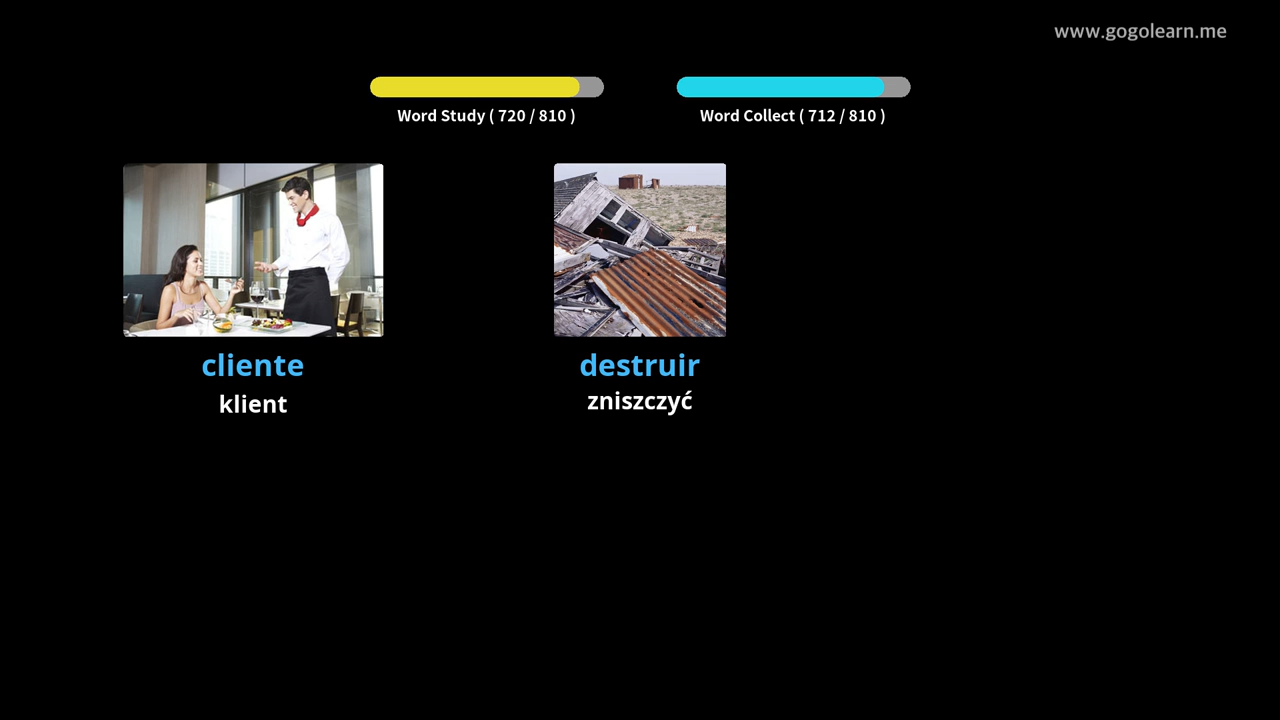 www.gogolearn.me
Word Study ( 720 / 810 )
Word Collect ( 712 / 810 )
cliente
klient
destruir
zniszczyć